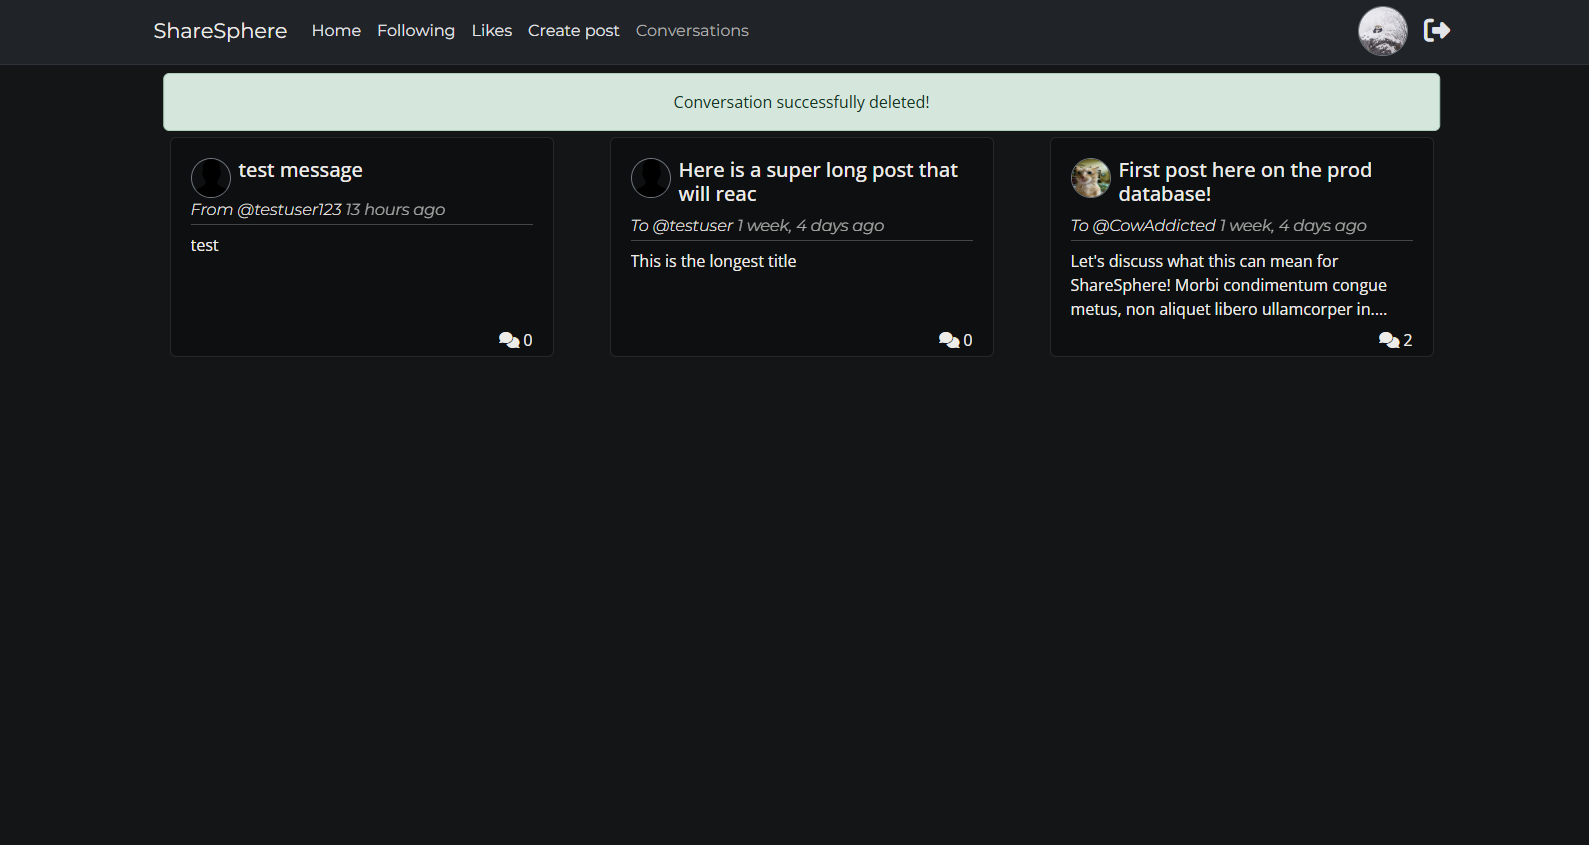 ShareSphere Home Following Likes Create post Conversations
Conversation successfully deleted!
test message
From @testuser123 13 hours ago
test
0
Here is a super long post that
will reac
To @testuser 1 week, 4 days ago
This is the longest title
0
First post here on the prod
database!
To @CowAddicted 1 week, 4 days ago
Let's discuss what this can mean for
ShareSphere! Morbi condimentum congue
metus, non aliquet libero ullamcorper in....
2